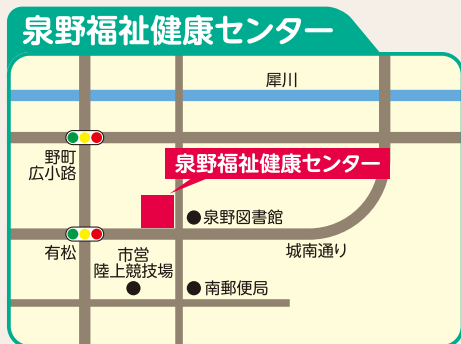 泉野福祉健康センター
犀川
野町
広小路
泉野福祉健康センター
泉野図書館
有松
市営
陸上競技場
城南通り
南郵便局